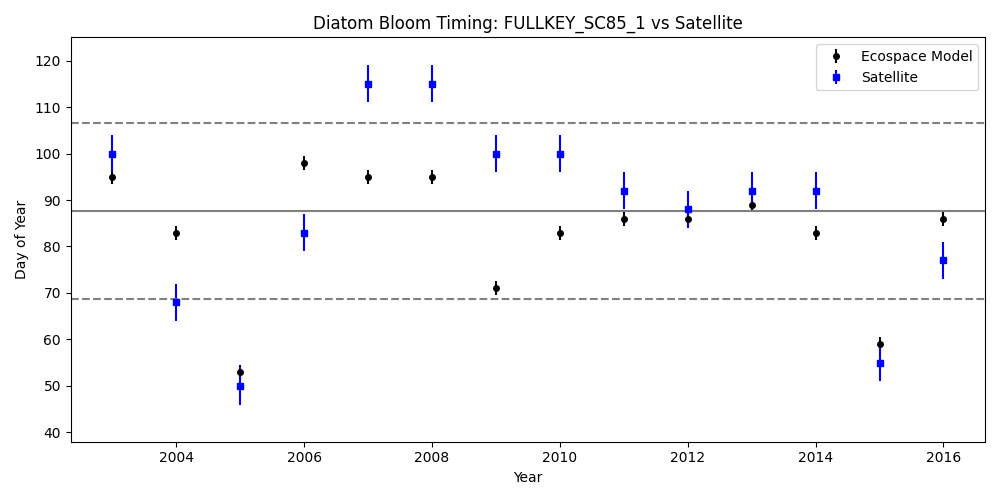 Diatom Bloom Timing: FULLKEY_SC85_1 vs Satellite
Ecospace Model
Satellite
Day of Year
120
110
100
90
80
70
60
50
40
2004 2006 2008 2010 2012 2014 2016
Year